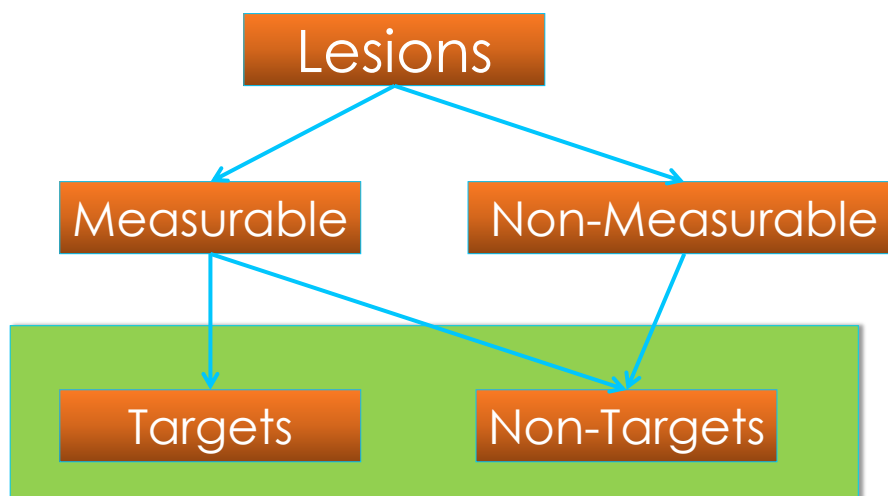 Lesions
Measurable
Non-Measurable
Targets
Non-Targets